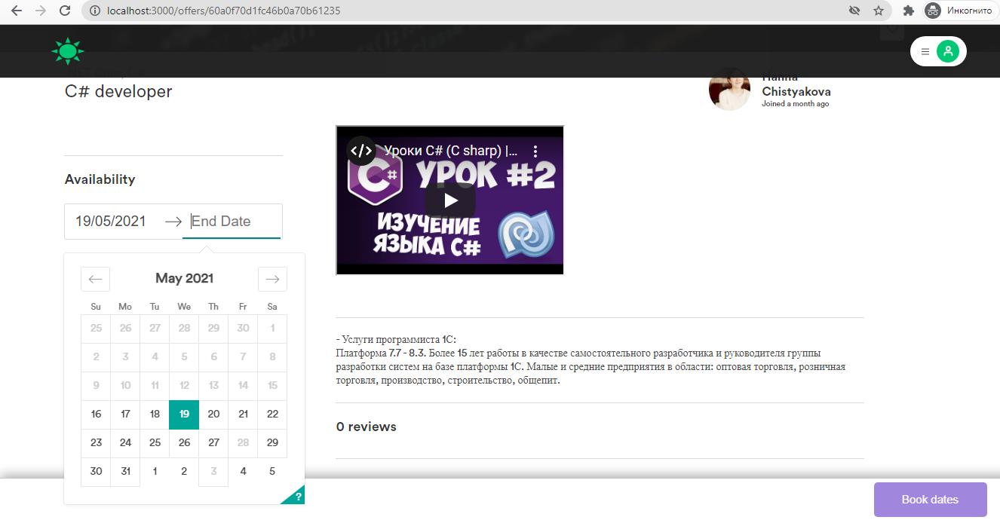 localhost:3000/offers/60a0f70d1fc46b0a70b61235
Инкогнито
C# developer
Hanna
Chistyakova
Joined a month ago
Уроки C# (C sharp) |...
C#
УРОК #2
ИЗУЧЕНИЕ
ЯЗЫКА C#
Availability
19/05/2021 → End Date
May 2021
Su Mo Tu We Th Fr Sa
25 26 27 28 29 30 1
2 3 4 5 6 7 8
9 10 11 12 13 14 15
16 17 18 19 20 21 22
23 24 25 26 27 28 29
30 31 1 2 3 4 5
?
- Услуги программиста 1С:
Платформа 7.7 - 8.3. Более 15 лет работы в качестве самостоятельного разработчика и руководителя группы
разработки систем на базе платформы 1С. Малые и средние предприятия в области: оптовая торговля, розничная
торговля, производство, строительство, общепит.
0 reviews
Book dates